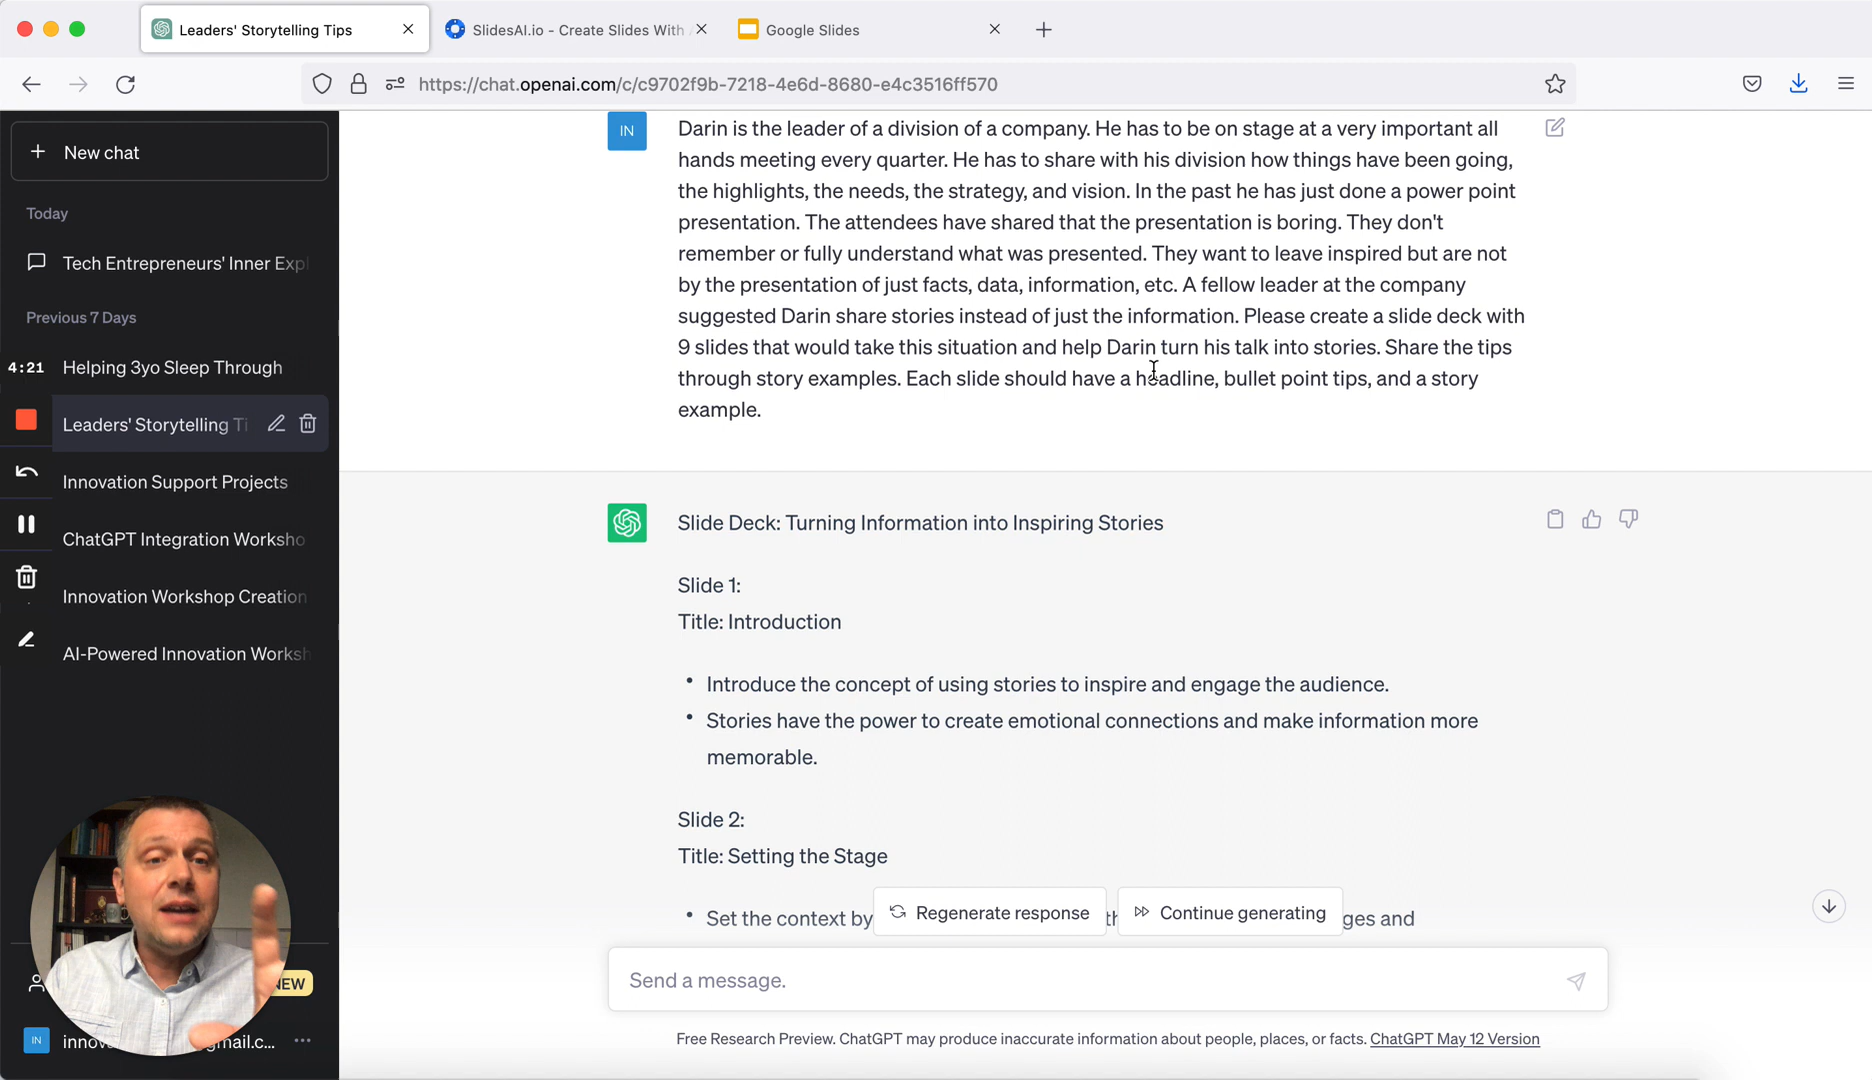 Leaders' Storytelling Tips
SlidesAI.io - Create Slides With
Google Slides
https://chat.openai.com/c/c9702f9b-7218-4e6d-8680-e4c3516ff570
New chat
Today
Tech Entrepreneurs' Inner Expl
Previous 7 Days
4:21
Helping 3yo Sleep Through
Leaders' Storytelling Ti
Innovation Support Projects
ChatGPT Integration Worksho
Innovation Workshop Creation
AI-Powered Innovation Worksh
NEW
IN
mail.c...
IN
Darin is the leader of a division of a company. He has to be on stage at a very important all
hands meeting every quarter. He has to share with his division how things have been going,
the highlights, the needs, the strategy, and vision. In the past he has just done a power point
presentation. The attendees have shared that the presentation is boring. They don't
remember or fully understand what was presented. They want to leave inspired but are not
by the presentation of just facts, data, information, etc. A fellow leader at the company
suggested Darin share stories instead of just the information. Please create a slide deck with
9 slides that would take this situation and help Darin turn his talk into stories. Share the tips
through story examples. Each slide should have a headline, bullet point tips, and a story
example.
Slide Deck: Turning Information into Inspiring Stories
Slide 1:
Title: Introduction
• Introduce the concept of using stories to inspire and engage the audience.
• Stories have the power to create emotional connections and make information more
memorable.
Slide 2:
Title: Setting the Stage
• Set the context by
ges and
Regenerate response
Continue generating
Send a message.
Free Research Preview. ChatGPT may produce inaccurate information about people, places, or facts. ChatGPT May 12 Version